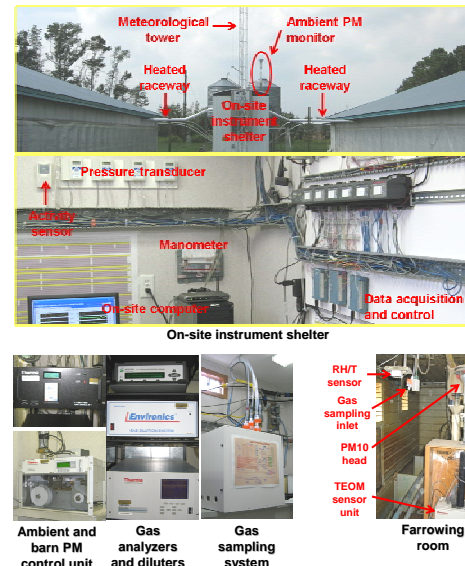 Meteorological
tower
Ambient PM
monitor
Heated
raceway
Heated
raceway
On-site
instrument
shelter
Pressure transducer
Activity
sensor
Manometer
On-site computer
Data acquisition
and control
On-site instrument shelter
Thermo
Environics
Thermo
RH/T
sensor
Gas
sampling
inlet
PM10
head
TEOM
sensor
unit
Ambient and
barn PM
control unit
Gas
analyzers
and diluters
Gas
sampling
system
Farrowing
room